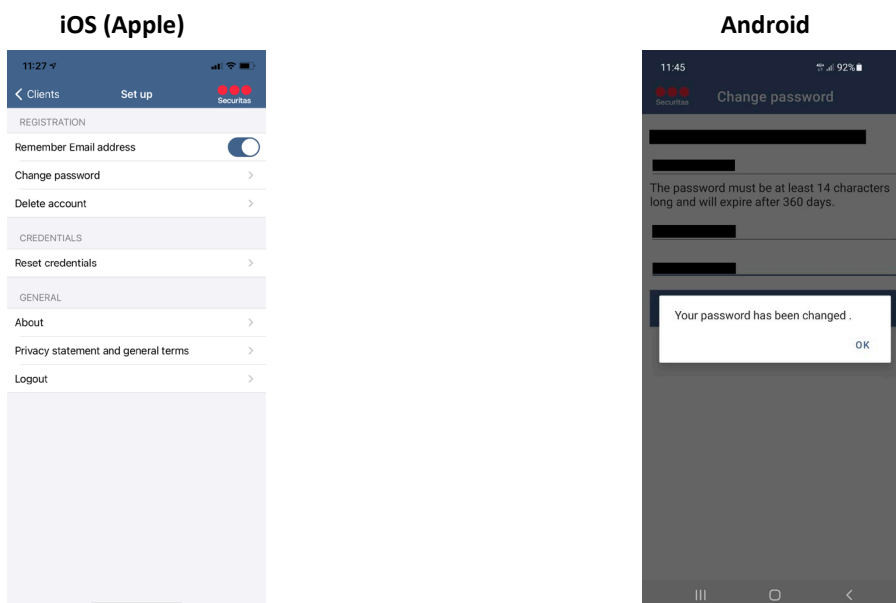 iOS (Apple)
11:27
Clients
Set up
Securitas
REGISTRATION
Remember Email address
Change password
Delete account
CREDENTIALS
Reset credentials
GENERAL
About
Privacy statement and general terms
Logout
Android
11:45
92%
Securitas
Change password
The password must be at least 14 characters
long and will expire after 360 days.
Your password has been changed .
OK